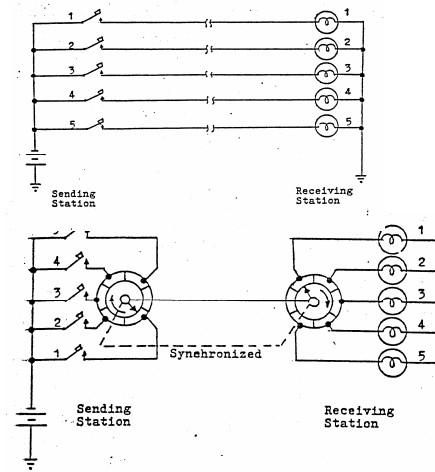 1 1
2 2
3 3
4 4
5 5
Sending
Station
Receiving
Station
1
4 2
3 3
2 4
1 5
Synchronized
Sending
Station
Receiving
Station